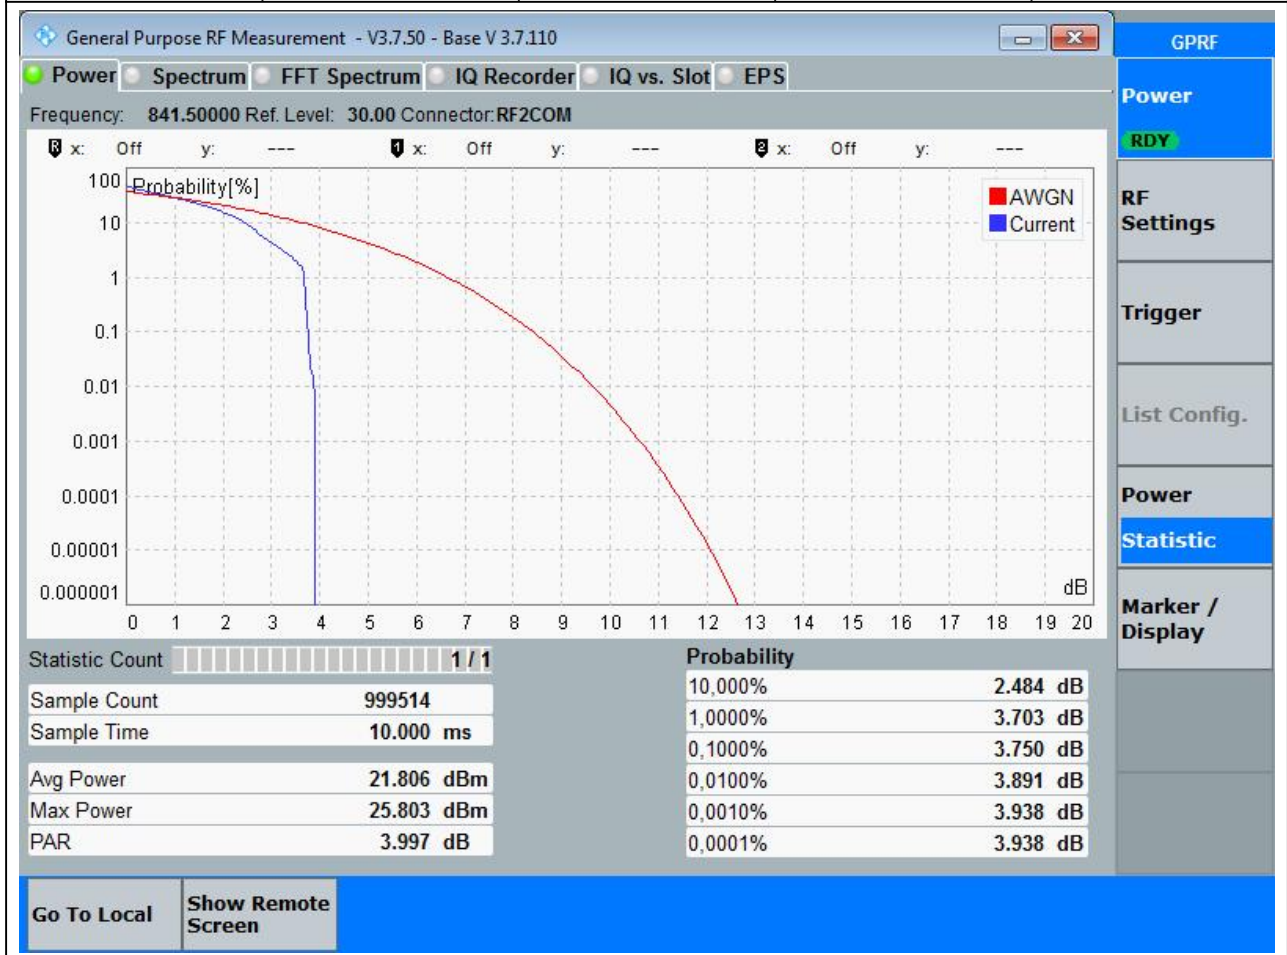 General Purpose RF Measurement - V3.7.50 - Base V 3.7.110
GPRF
Power Spectrum FFT Spectrum IQ Recorder IQ vs. Slot EPS
Frequency: 841.50000 Ref. Level: 30.00 Connector: RF2COM
R x: Off y: --- 1 x: Off y: --- 2 x: Off y: ---
Probability[%]
AWGN
Current
100
10
1
0.1
0.01
0.001
0.0001
0.00001
0.000001
dB
0 1 2 3 4 5 6 7 8 9 10 11 12 13 14 15 16 17 18 19 20
Statistic Count 1 / 1
Sample Count 999514
Sample Time 10.000 ms
Avg Power 21.806 dBm
Max Power 25.803 dBm
PAR 3.997 dB
Probability
10,000% 2.484 dB
1,0000% 3.703 dB
0,1000% 3.750 dB
0,0100% 3.891 dB
0,0010% 3.938 dB
0,0001% 3.938 dB
Power
RDY
RF
Settings
Trigger
List Config.
Power
Statistic
Marker /
Display
Go To Local
Show Remote
Screen